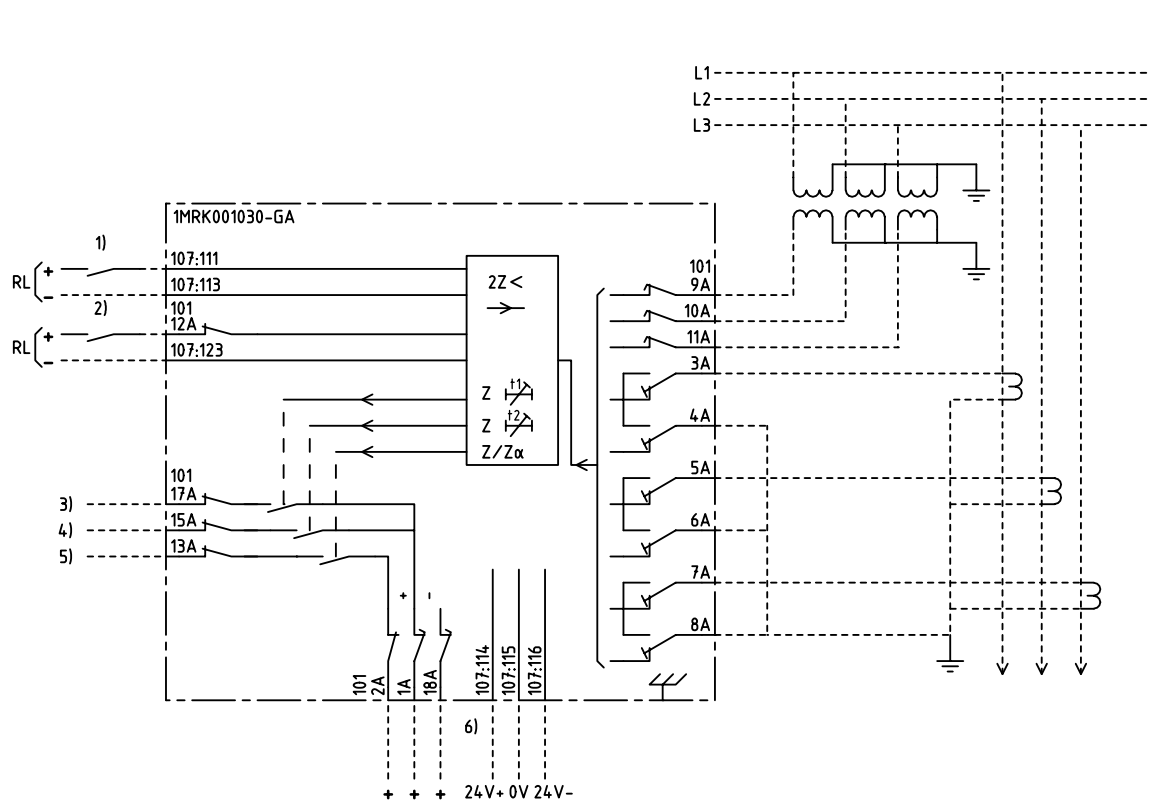 L1
L2
L3
1MRK001030-GA
1)
107:111
RL + 
-
107:113
2)
101
12A
RL +
-
107:123
2Z<
Z t1
Z t2
Z/Zα
101
9A
10A
11A
3A
4A
5A
6A
7A
8A
101
3) 17A
4) 15A
5) 13A
+ -
101
2A
1A
18A
107:114
107:115
107:116
6)
+ + + 24V+ 0V 24V-